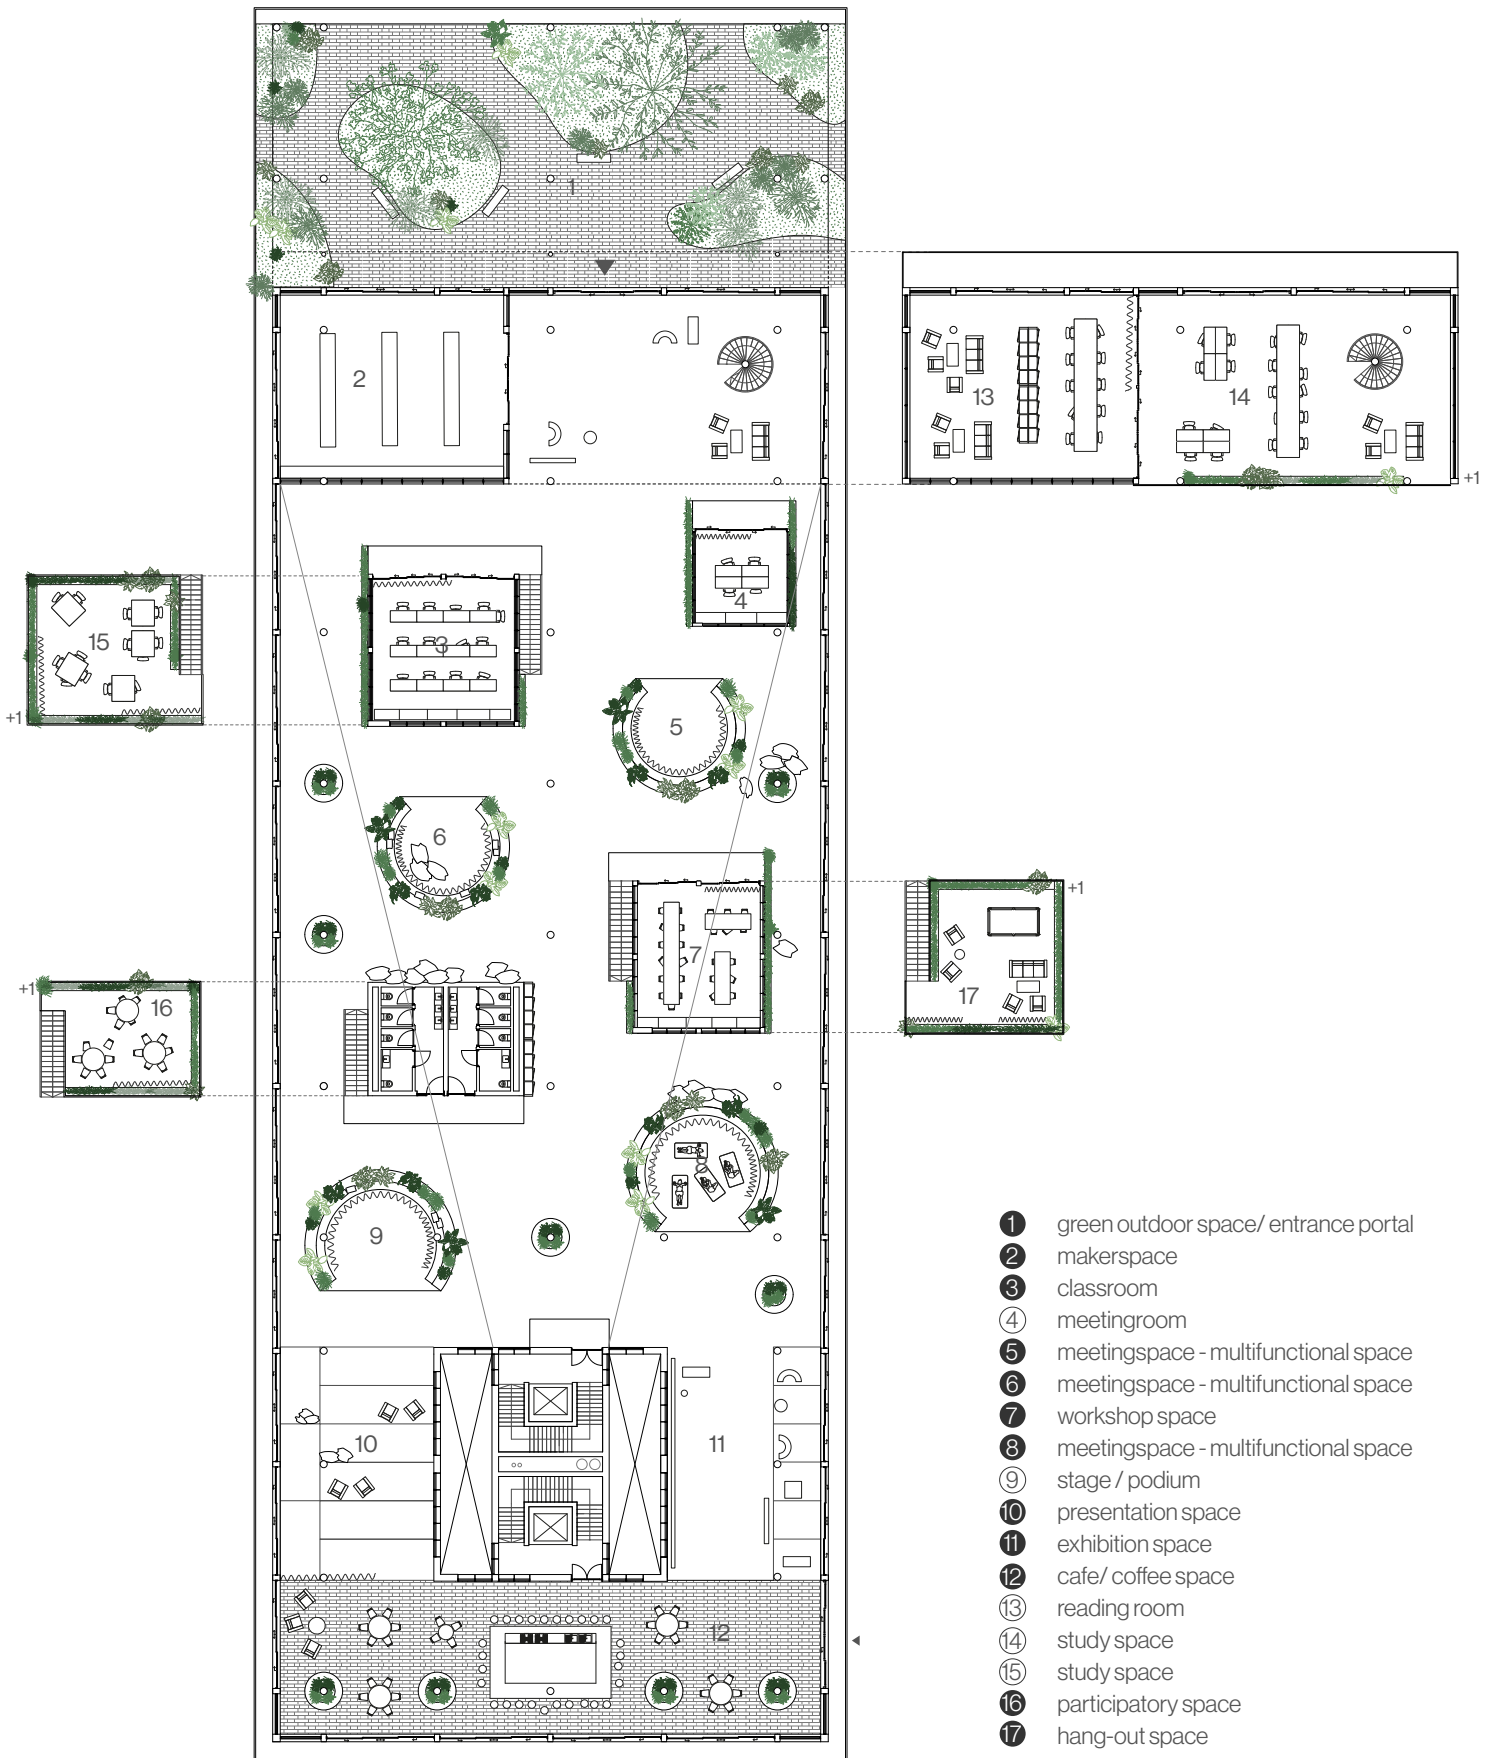 1
2
13
14
+1
4
3
15
+1
5
6
7
+1
17
+1
16
8
9
10
11
12
1 green outdoor space/ entrance portal
2 makerspace
3 classroom
4 meetingroom
5 meetingspace - multifunctional space
6 meetingspace - multifunctional space
7 workshop space
8 meetingspace - multifunctional space
9 stage / podium
10 presentation space
11 exhibition space
12 cafe/ coffee space
13 reading room
14 study space
15 study space
16 participatory space
17 hang-out space